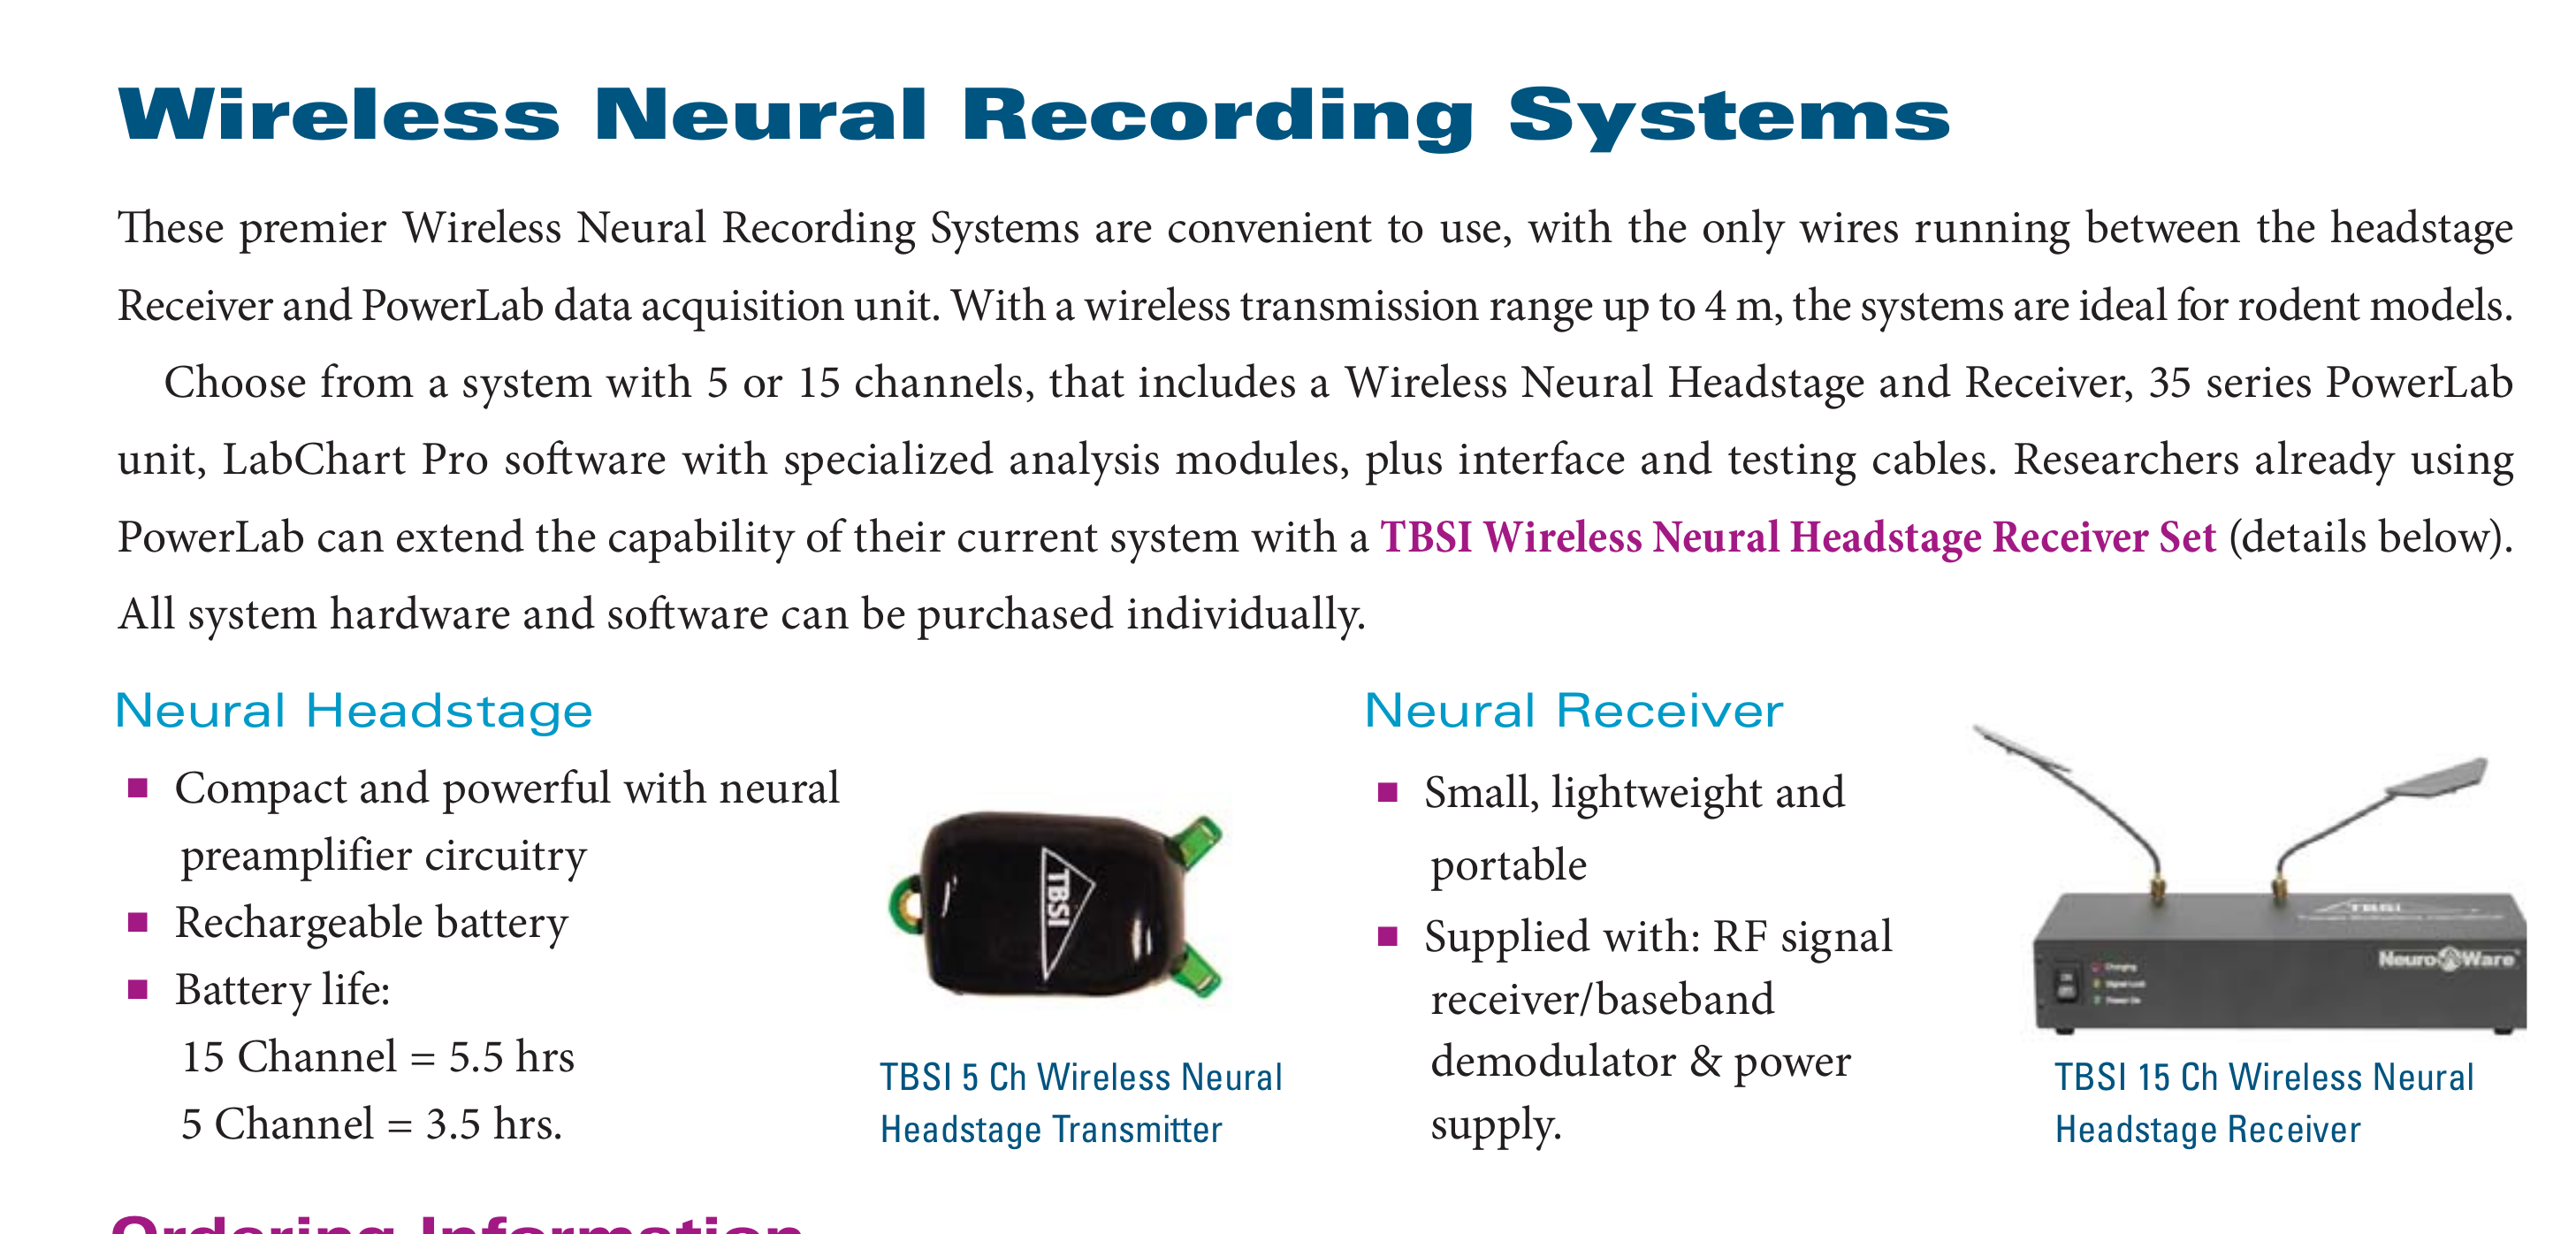 Wireless Neural Recording Systems
These premier Wireless Neural Recording Systems are convenient to use, with the only wires running between the headstage
Receiver and PowerLab data acquisition unit. With a wireless transmission range up to 4 m, the systems are ideal for rodent models.
Choose from a system with 5 or 15 channels, that includes a Wireless Neural Headstage and Receiver, 35 series PowerLab
unit, LabChart Pro software with specialized analysis modules, plus interface and testing cables. Researchers already using
PowerLab can extend the capability of their current system with a TBSI Wireless Neural Headstage Receiver Set (details below).
All system hardware and software can be purchased individually.
Neural Headstage
■ Compact and powerful with neural
preamplifier circuitry
■ Rechargeable battery
■ Battery life:
15 Channel = 5.5 hrs
5 Channel = 3.5 hrs.
TBSI
TBSI 5 Ch Wireless Neural
Headstage Transmitter
Neural Receiver
■ Small, lightweight and
portable
■ Supplied with: RF signal
receiver/baseband
demodulator & power
supply.
TBSI
NeuroWare
Charging
Signal Lock
Power On
TBSI 15 Ch Wireless Neural
Headstage Receiver
Ordering Information